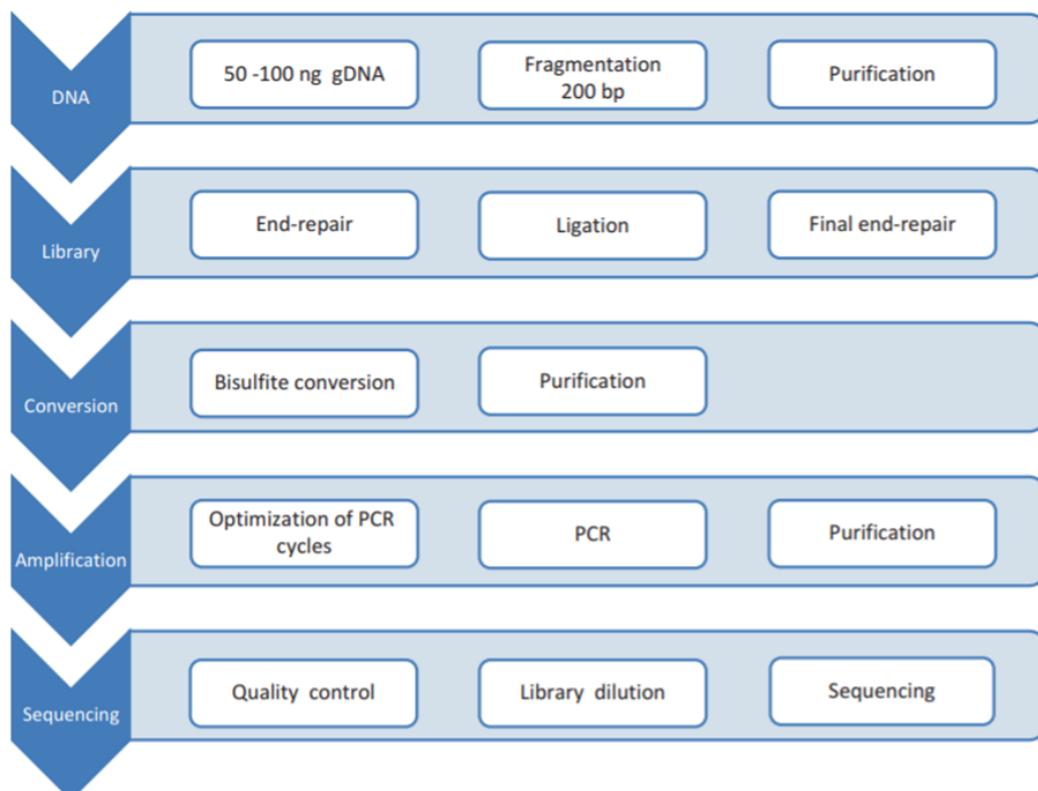 DNA
50 -100 ng gDNA
Fragmentation
200 bp
Purification
Library
End-repair
Ligation
Final end-repair
Conversion
Bisulfite conversion
Purification
Amplification
Optimization of PCR
cycles
PCR
Purification
Sequencing
Quality control
Library dilution
Sequencing